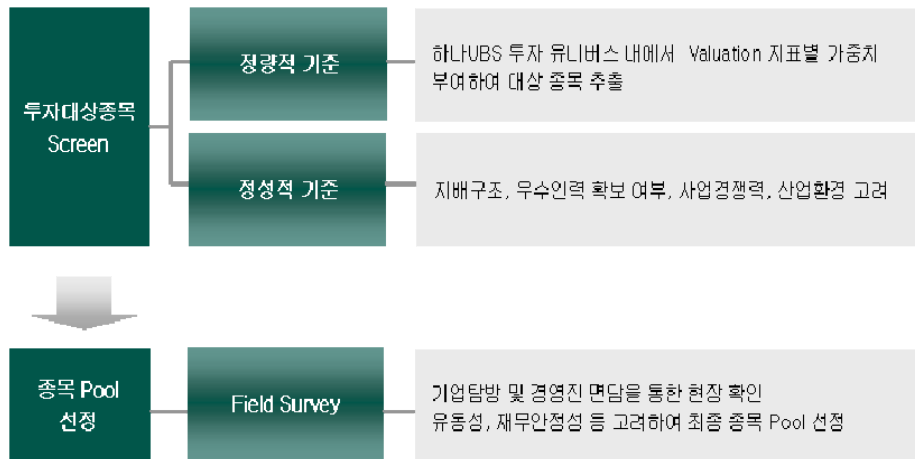 투자대상종목
Screen
정량적 기준
하나UBS 투자 유니버스 내에서 Valuation 지표별 가중치
부여하여 대상 종목 추출
정성적 기준
지배구조, 우수인력 확보 여부, 사업경쟁력, 산업환경 고려
종목 Pool
선정
Field Survey
기업탐방 및 경영진 면담을 통한 현장 확인
유동성, 재무안정성 등 고려하여 최종 종목 Pool 선정